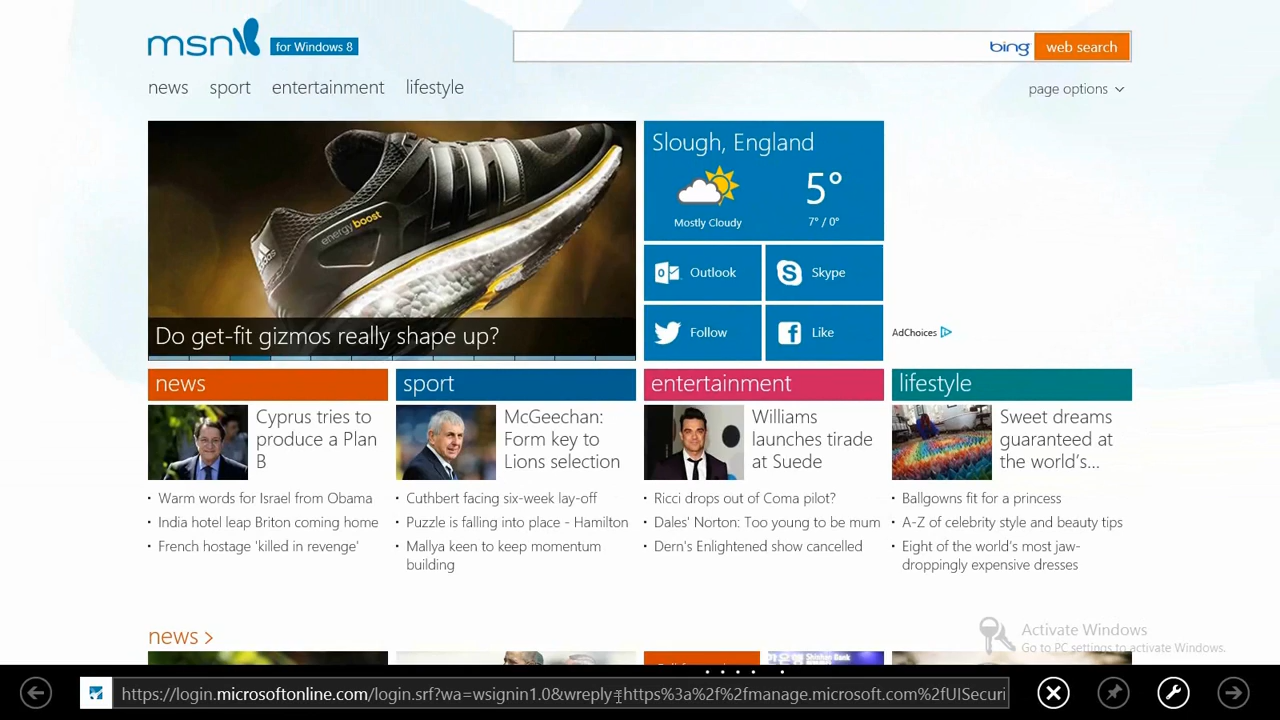 msn for Windows 8
bing web search
news sport entertainment lifestyle
page options
energy boost
adidas
Do get-fit gizmos really shape up?
Slough, England
5°
Mostly Cloudy
7° / 0°
Outlook
Skype
Follow
Like
AdChoices
news
Cyprus tries to
produce a Plan
B
Warm words for Israel from Obama
India hotel leap Briton coming home
French hostage 'killed in revenge'
sport
McGeechan:
Form key to
Lions selection
Cuthbert facing six-week lay-off
Puzzle is falling into place - Hamilton
Mallya keen to keep momentum
building
entertainment
Williams
launches tirade
at Suede
Ricci drops out of Coma pilot?
Dales' Norton: Too young to be mum
Dern's Enlightened show cancelled
lifestyle
Sweet dreams
guaranteed at
the world's...
Ballgowns fit for a princess
A-Z of celebrity style and beauty tips
Eight of the world's most jaw-
droppingly expensive dresses
news >
Activate Windows
Go to PC settings to activate Windows.
https://login.microsoftonline.com/login.srf?wa=wsignin1.0&wreply=https%3a%2f%2fmanage.microsoft.com%2fUISecuri